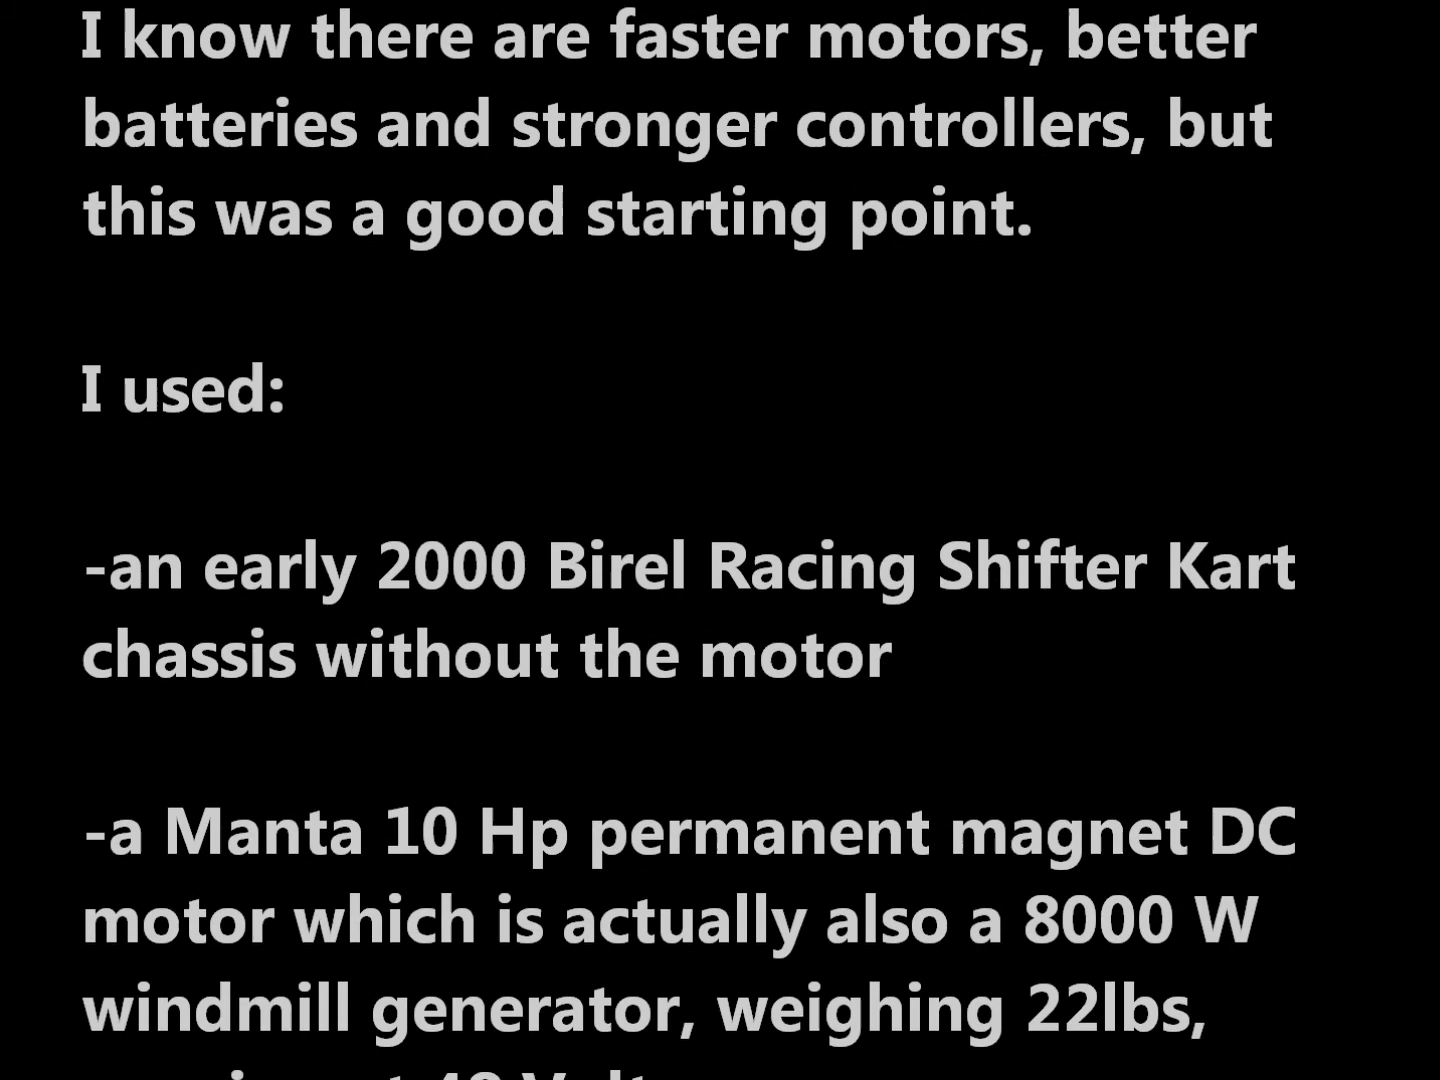 I know there are faster motors, better
batteries and stronger controllers, but
this was a good starting point.
I used:
-an early 2000 Birel Racing Shifter Kart
chassis without the motor
-a Manta 10 Hp permanent magnet DC
motor which is actually also a 8000 W
windmill generator, weighing 22lbs,